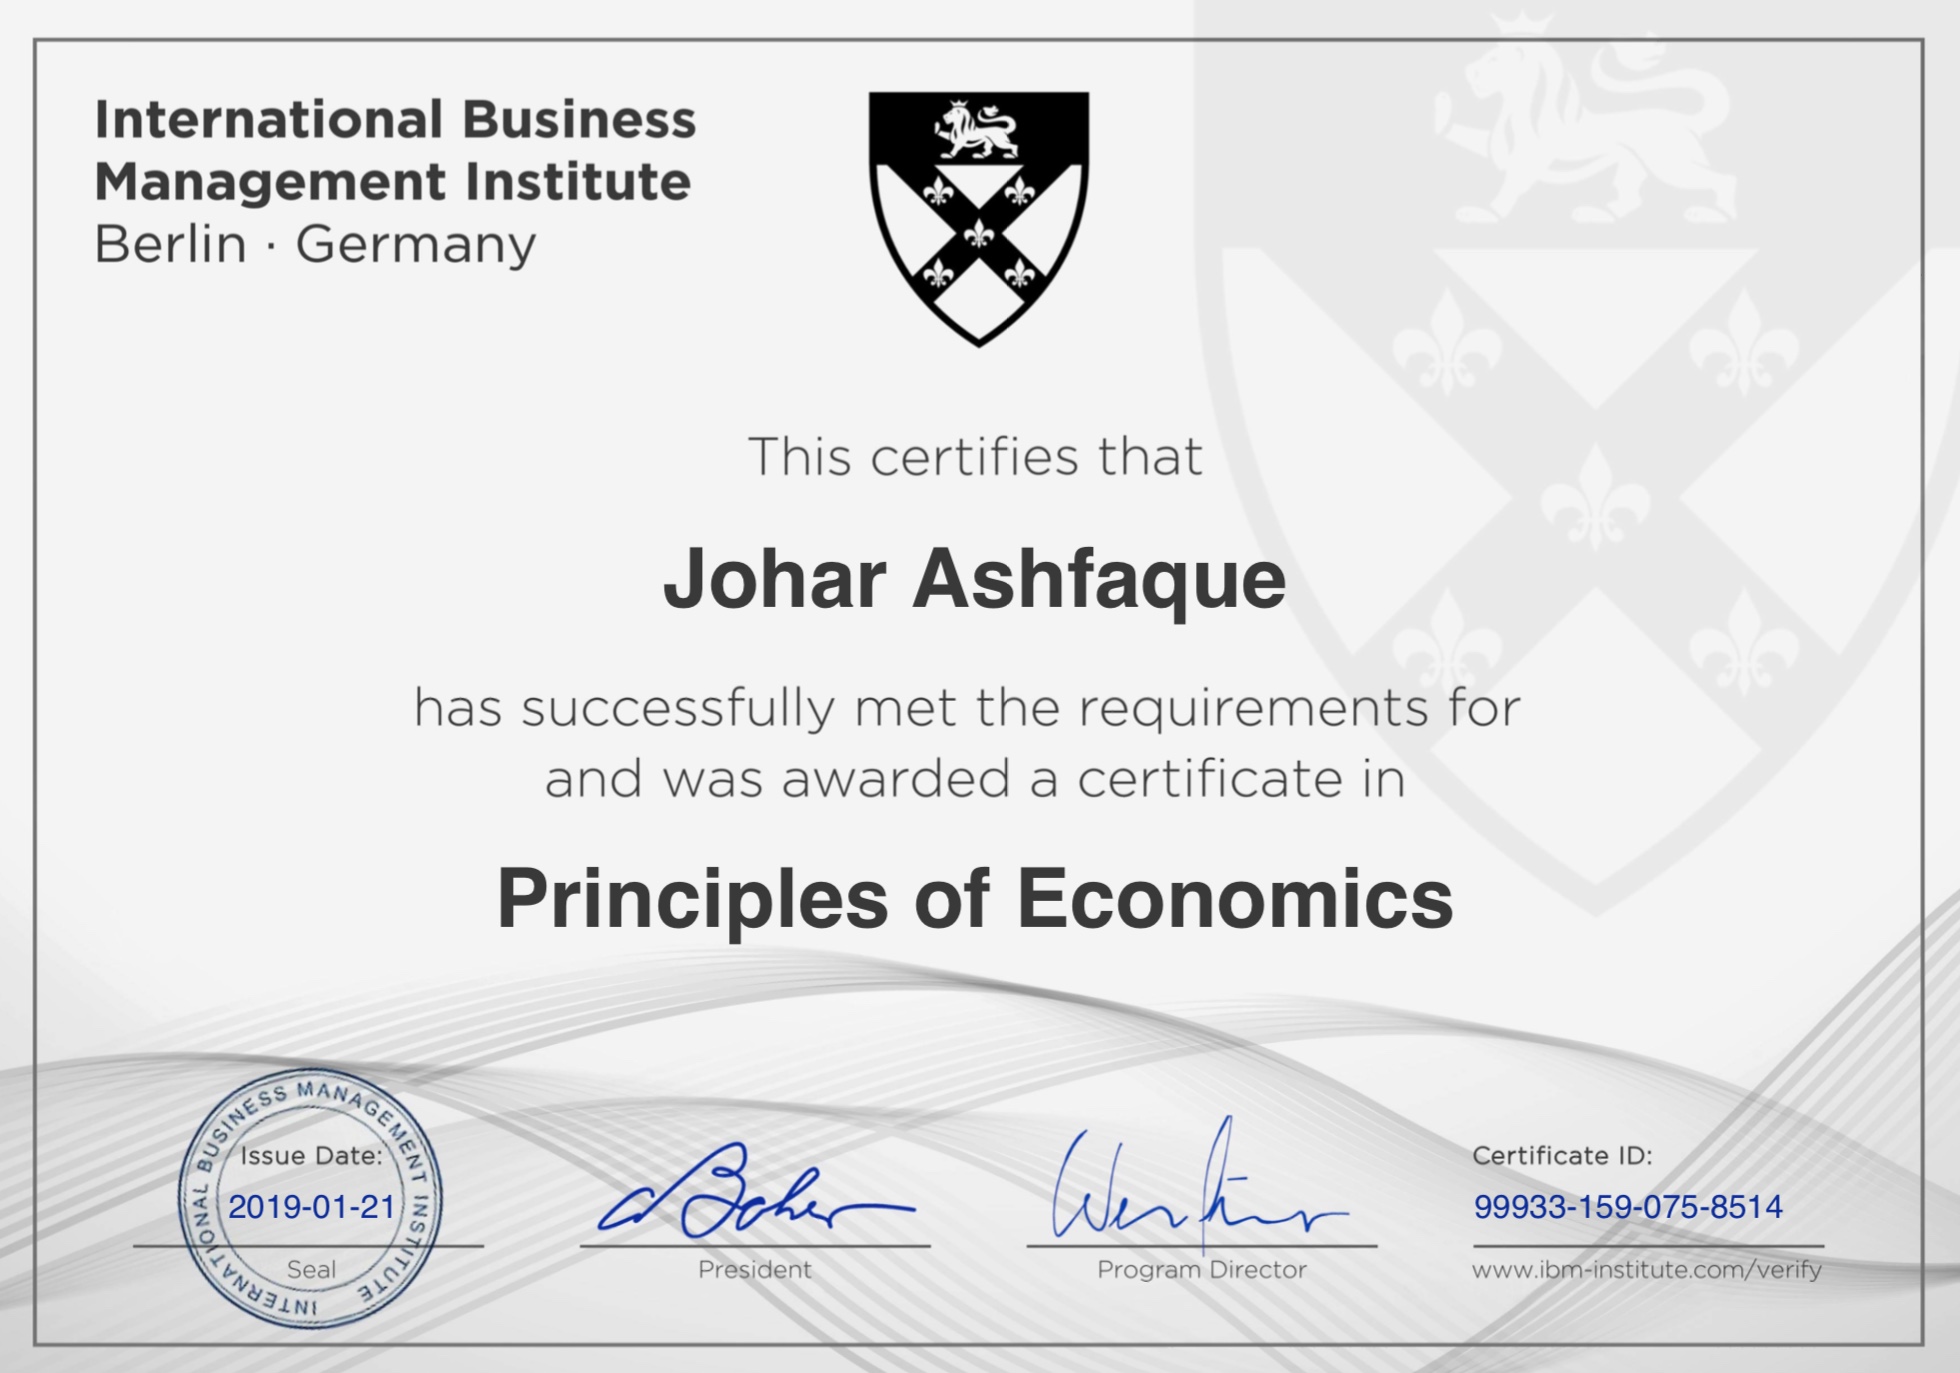 International Business
Management Institute
Berlin · Germany
This certifies that
Johar Ashfaque
has successfully met the requirements for
and was awarded a certificate in
Principles of Economics
INTERNATIONAL BUSINESS MANAGEMENT INSTITUTE
Issue Date:
2019-01-21
Seal
President
Program Director
Certificate ID:
99933-159-075-8514
www.ibm-institute.com/verify